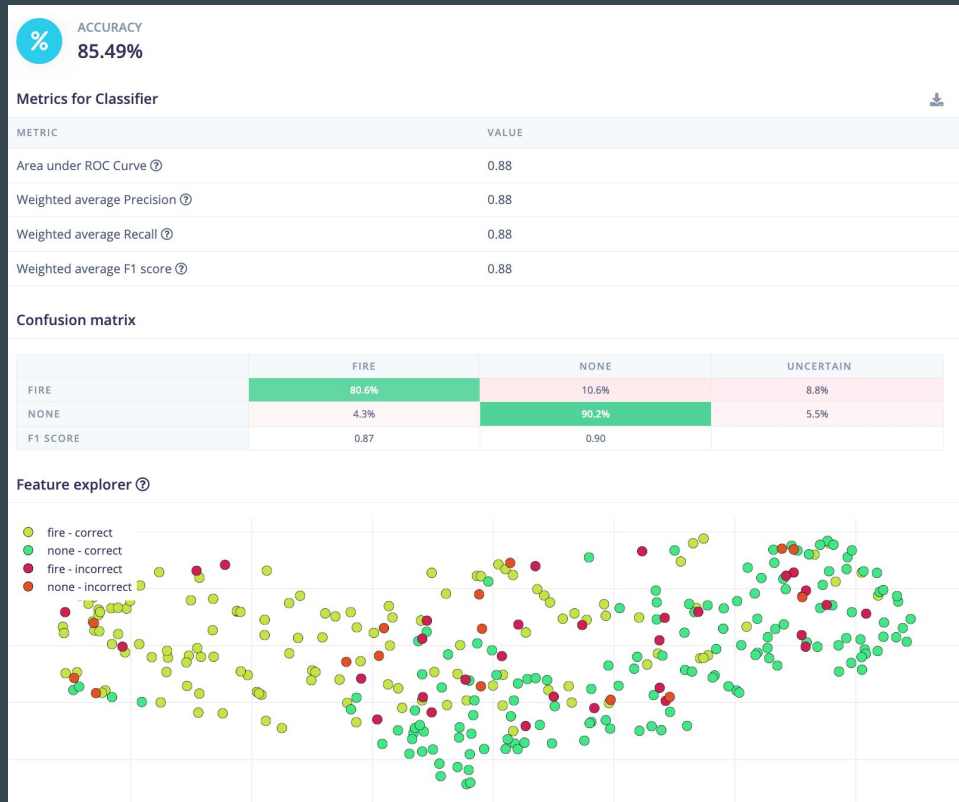 %
ACCURACY
85.49%
Metrics for Classifier
METRIC VALUE
Area under ROC Curve ? 0.88
Weighted average Precision ? 0.88
Weighted average Recall ? 0.88
Weighted average F1 score ? 0.88
Confusion matrix
FIRE NONE UNCERTAIN
FIRE 80.6% 10.6% 8.8%
NONE 4.3% 90.2% 5.5%
F1 SCORE 0.87 0.90
Feature explorer ?
fire - correct
none - correct
fire - incorrect
none - incorrect